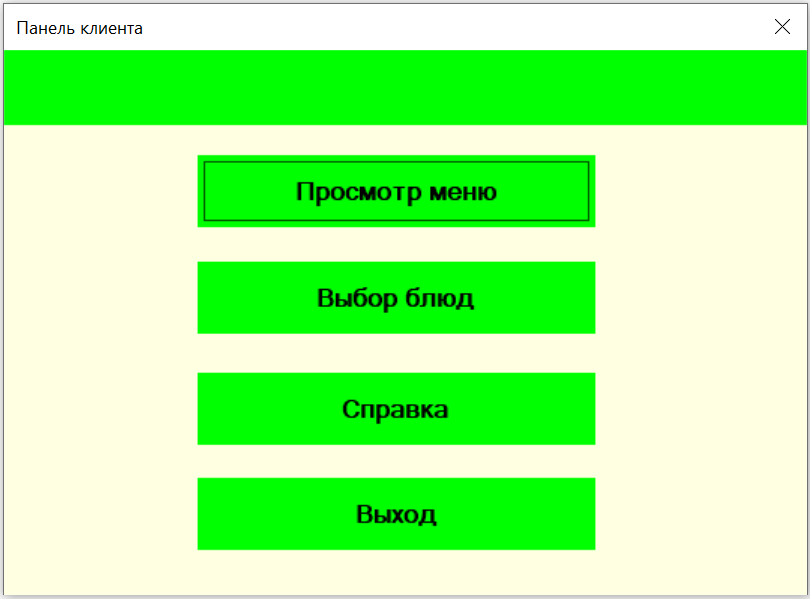 Панель клиента
Просмотр меню
Выбор блюд
Справка
Выход